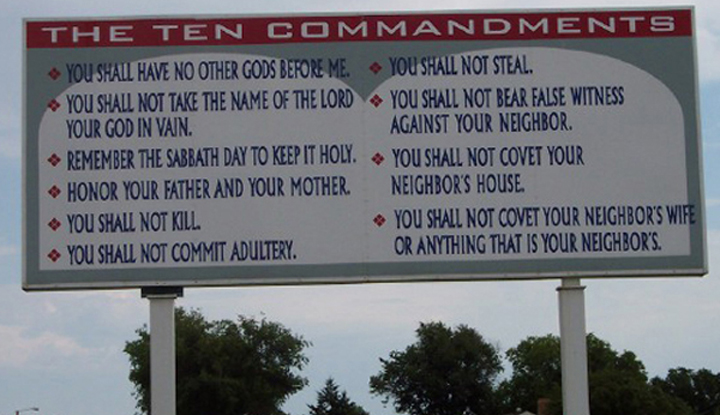 THE TEN COMMANDMENTS
YOU SHALL HAVE NO OTHER GODS BEFORE ME.
YOU SHALL NOT TAKE THE NAME OF THE LORD
YOUR GOD IN VAIN.
REMEMBER THE SABBATH DAY TO KEEP IT HOLY.
HONOR YOUR FATHER AND YOUR MOTHER.
YOU SHALL NOT KILL.
YOU SHALL NOT COMMIT ADULTERY.
YOU SHALL NOT STEAL.
YOU SHALL NOT BEAR FALSE WITNESS
AGAINST YOUR NEIGHBOR.
YOU SHALL NOT COVET YOUR
NEIGHBOR'S HOUSE.
YOU SHALL NOT COVET YOUR NEIGHBOR'S WIFE
OR ANYTHING THAT IS YOUR NEIGHBOR'S.